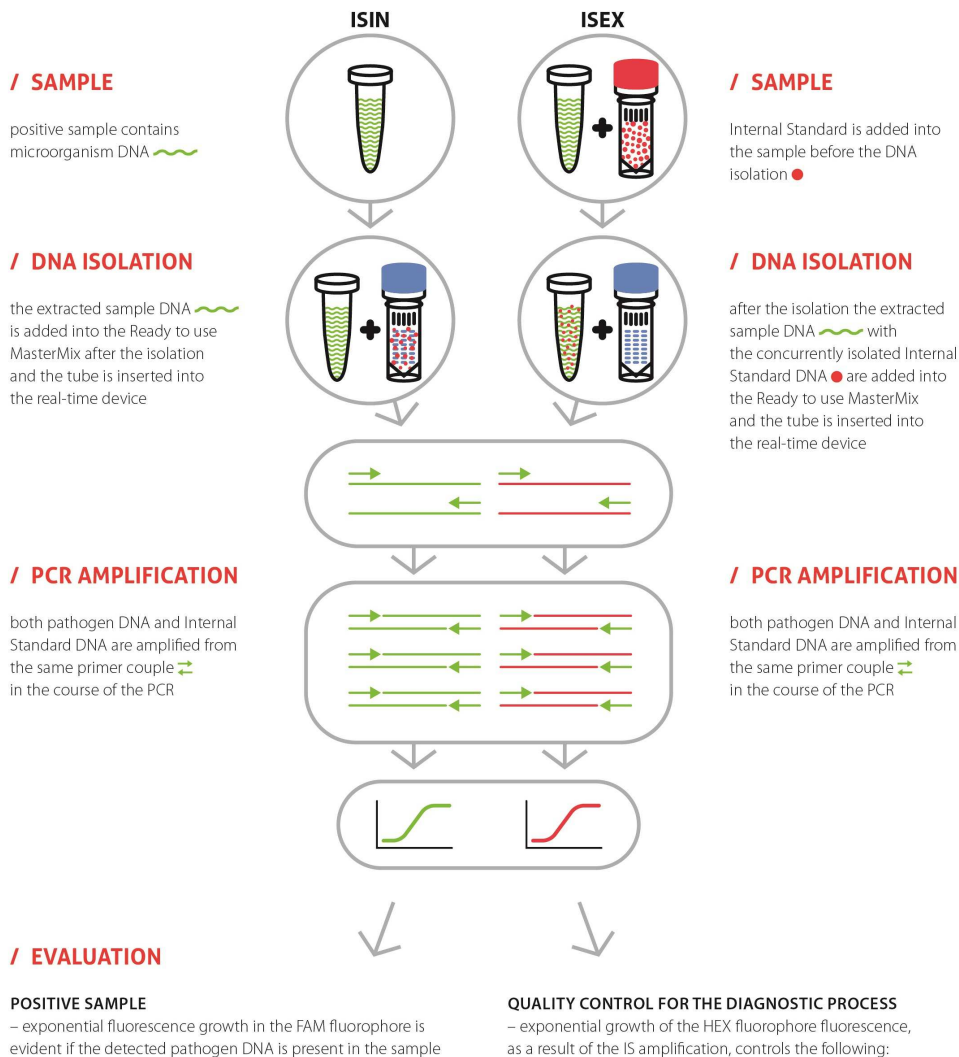 ISIN
ISEX
/ SAMPLE
positive sample contains
microorganism DNA
/ SAMPLE
Internal Standard is added into
the sample before the DNA
isolation
/ DNA ISOLATION
the extracted sample DNA
is added into the Ready to use
MasterMix after the isolation
and the tube is inserted into
the real-time device
/ DNA ISOLATION
after the isolation the extracted
sample DNA with
the concurrently isolated Internal
Standard DNA are added into
the Ready to use MasterMix
and the tube is inserted into
the real-time device
/ PCR AMPLIFICATION
both pathogen DNA and Internal
Standard DNA are amplified from
the same primer couple
in the course of the PCR
/ PCR AMPLIFICATION
both pathogen DNA and Internal
Standard DNA are amplified from
the same primer couple
in the course of the PCR
/ EVALUATION
POSITIVE SAMPLE
– exponential fluorescence growth in the FAM fluorophore is
evident if the detected pathogen DNA is present in the sample
QUALITY CONTROL FOR THE DIAGNOSTIC PROCESS
– exponential growth of the HEX fluorophore fluorescence,
as a result of the IS amplification, controls the following: